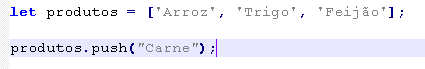 let produtos = ['Arroz', 'Trigo', 'Feijão'];
produtos.push("Carne");